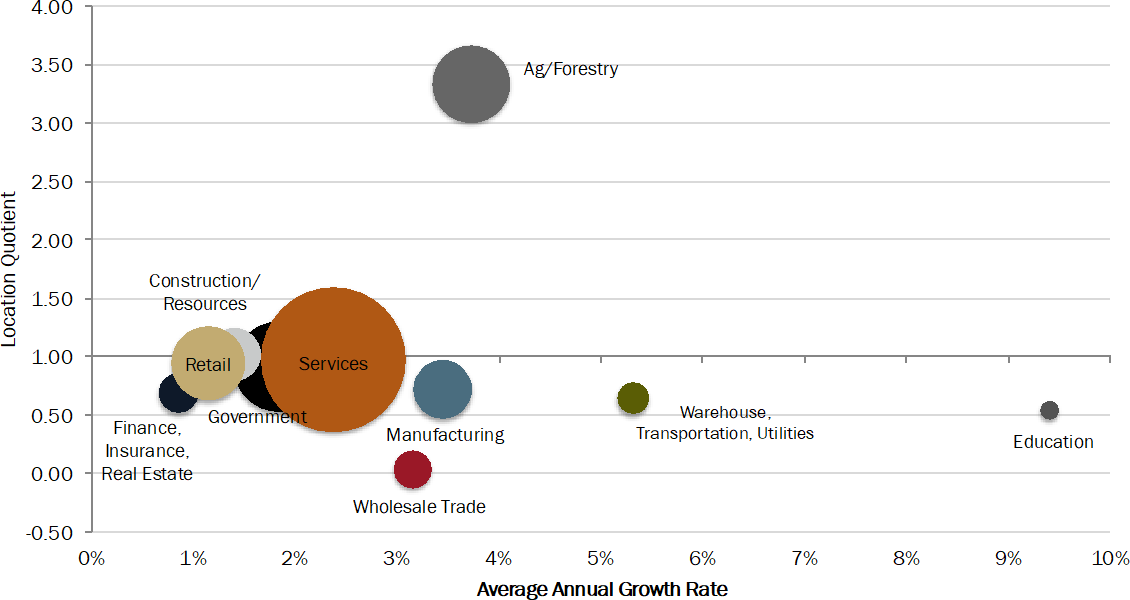 4.00
3.50
3.00
2.50
2.00
1.50
1.00
0.50
0.00
-0.50
Location Quotient
Ag/Forestry
Construction/
Resources
Retail
Services
Government
Finance,
Insurance,
Real Estate
Manufacturing
Wholesale Trade
Warehouse,
Transportation, Utilities
Education
0%
1%
2%
3%
4%
5%
6%
7%
8%
9%
10%
Average Annual Growth Rate